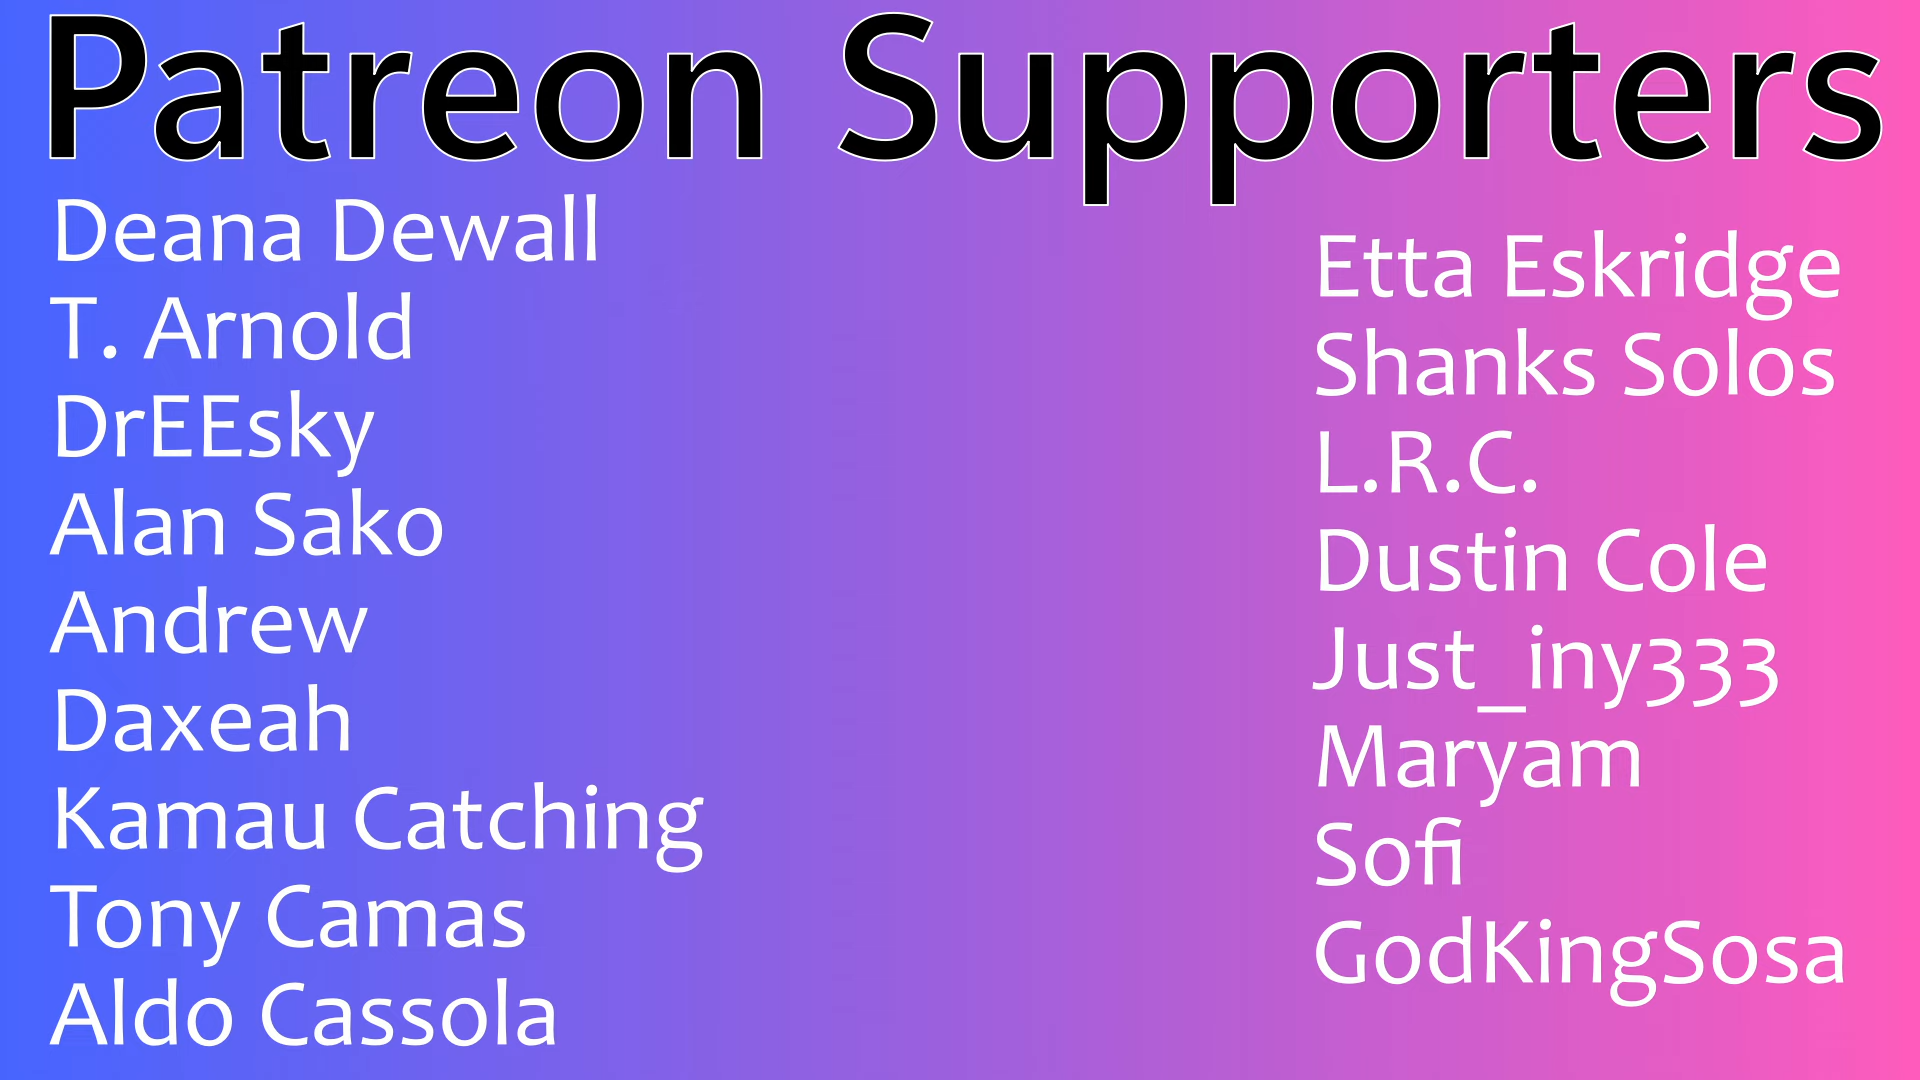 Patreon Supporters
Deana Dewall
T. Arnold
DrEEsky
Alan Sako
Andrew
Daxeah
Kamau Catching
Tony Camas
Aldo Cassola
Etta Eskridge
Shanks Solos
L.R.C.
Dustin Cole
Just_iny333
Maryam
Sofi
GodKingSosa